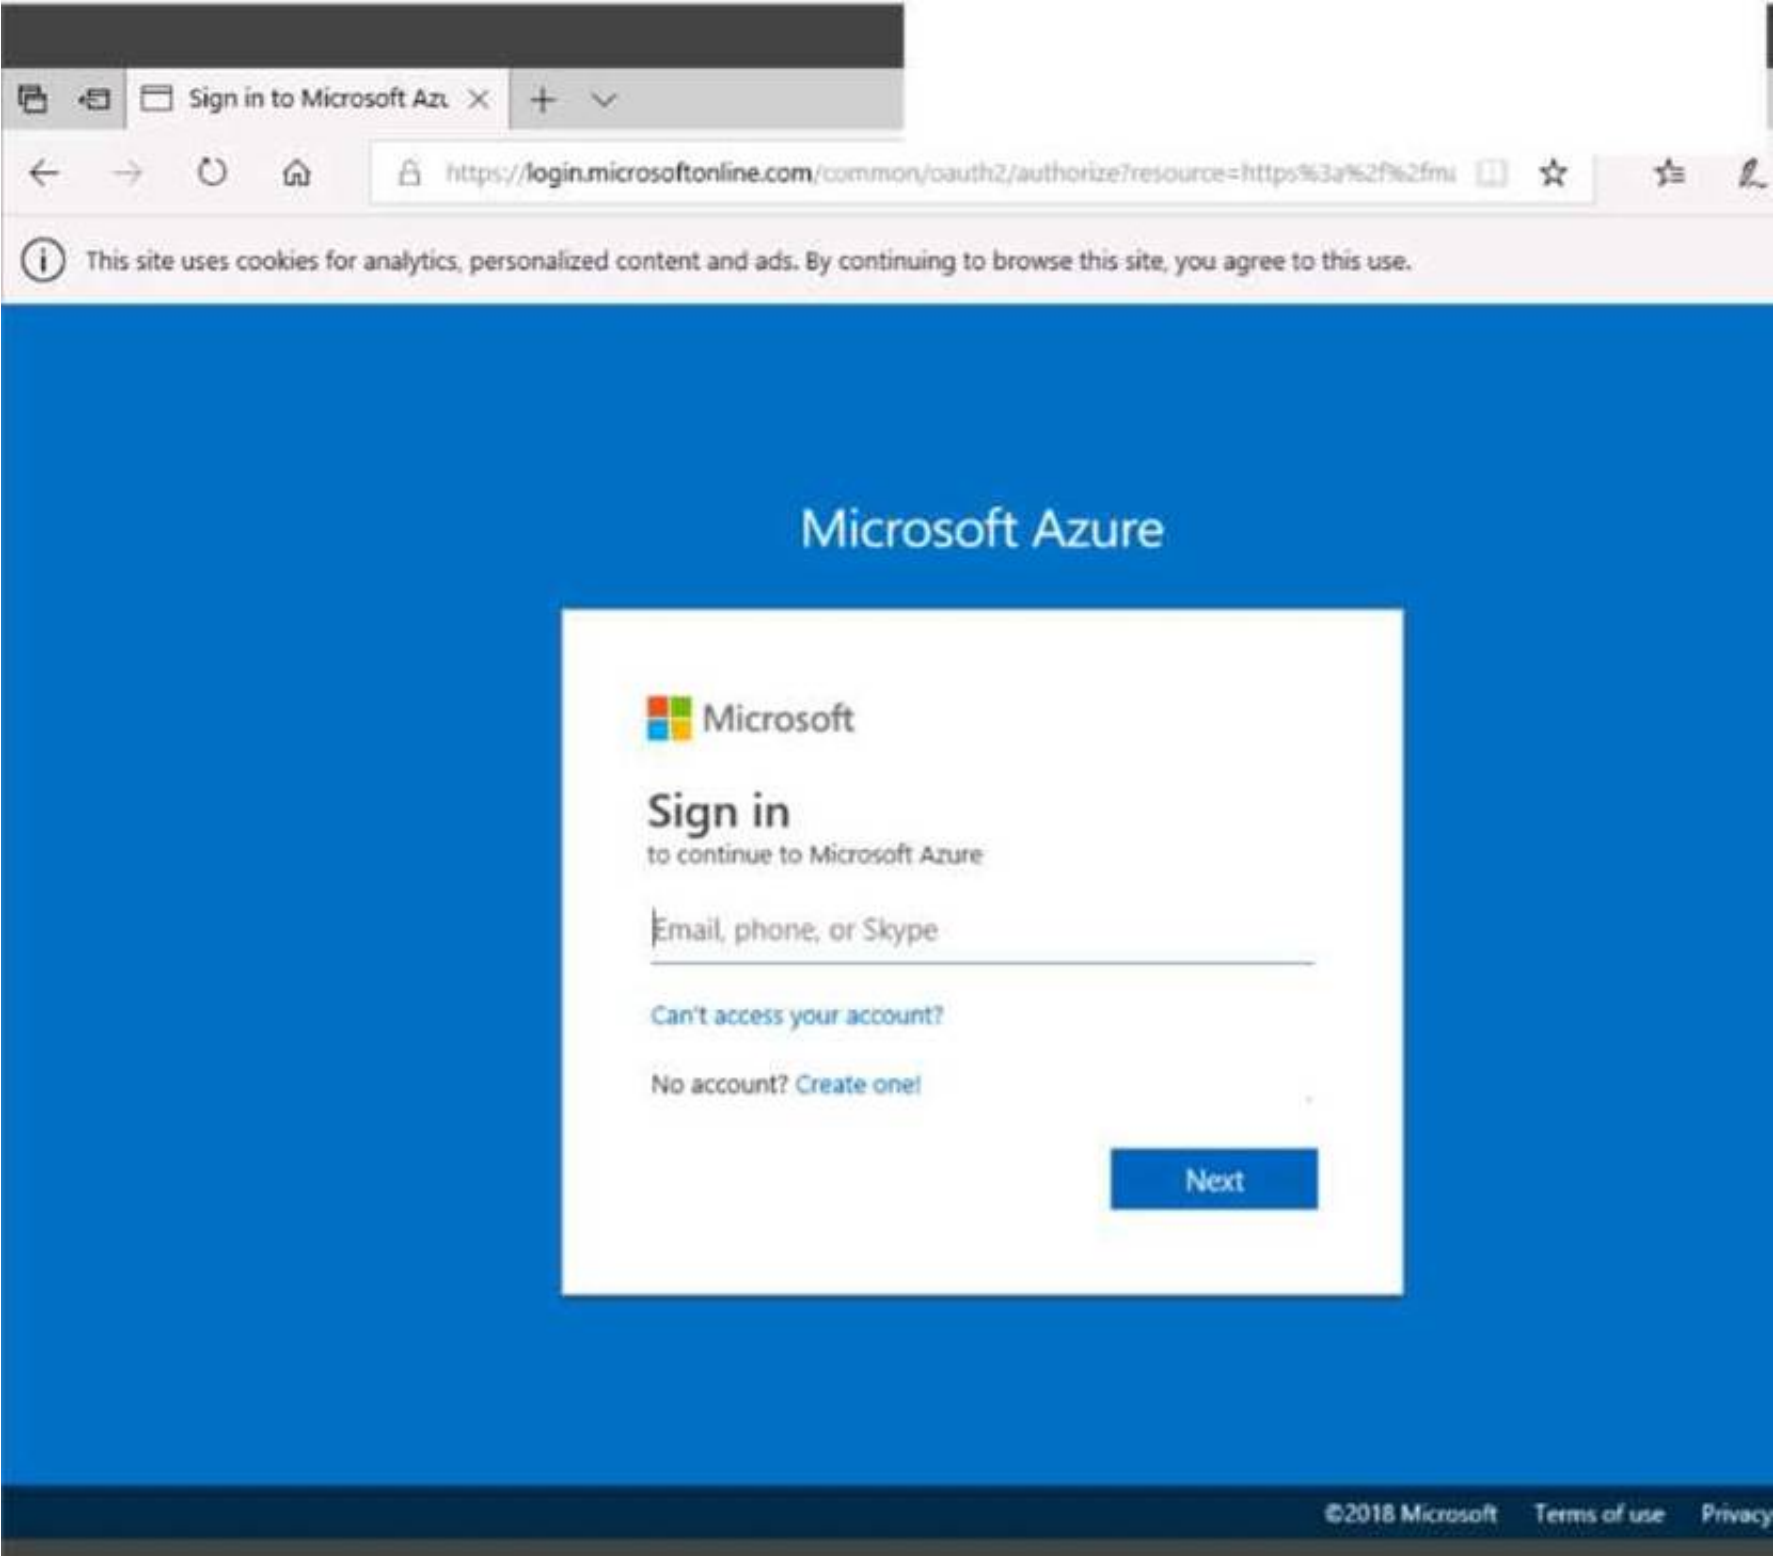 Sign in to Microsoft Azu
https://login.microsoftonline.com/common/oauth2/authorize?resource=https%3a%2f%2fma
This site uses cookies for analytics, personalized content and ads. By continuing to browse this site, you agree to this use.
Microsoft Azure
Microsoft
Sign in
to continue to Microsoft Azure
Email, phone, or Skype
Can't access your account?
No account? Create one!
Next
©2018 Microsoft Terms of use Privacy